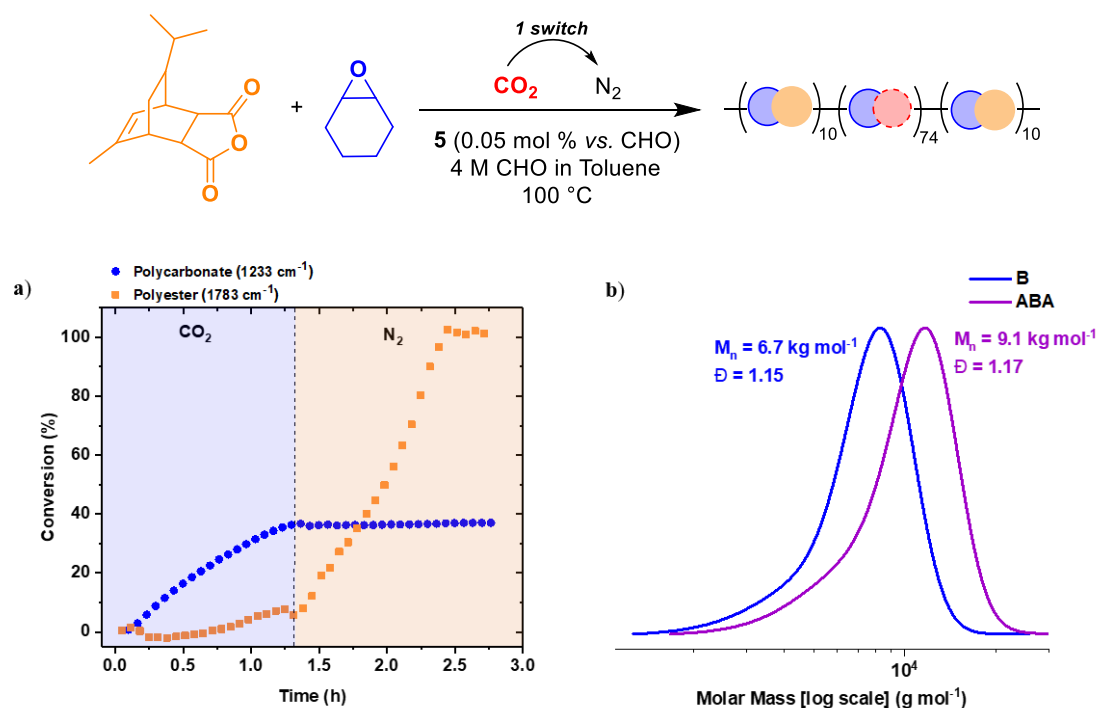 1 switch
CO2 N2
O
O
O
+
O
5 (0.05 mol % vs. CHO)
4 M CHO in Toluene
100 °C
( )10 ( )74 ( )10
a)
Polycarbonate (1233 cm-1)
Polyester (1783 cm-1)
CO2 N2
100
80
60
40
20
0
Conversion (%)
0.0 0.5 1.0 1.5 2.0 2.5 3.0
Time (h)
b)
B
ABA
Mn = 6.7 kg mol-1
Đ = 1.15
Mn = 9.1 kg mol-1
Đ = 1.17
10^4
Molar Mass [log scale] (g mol-1)